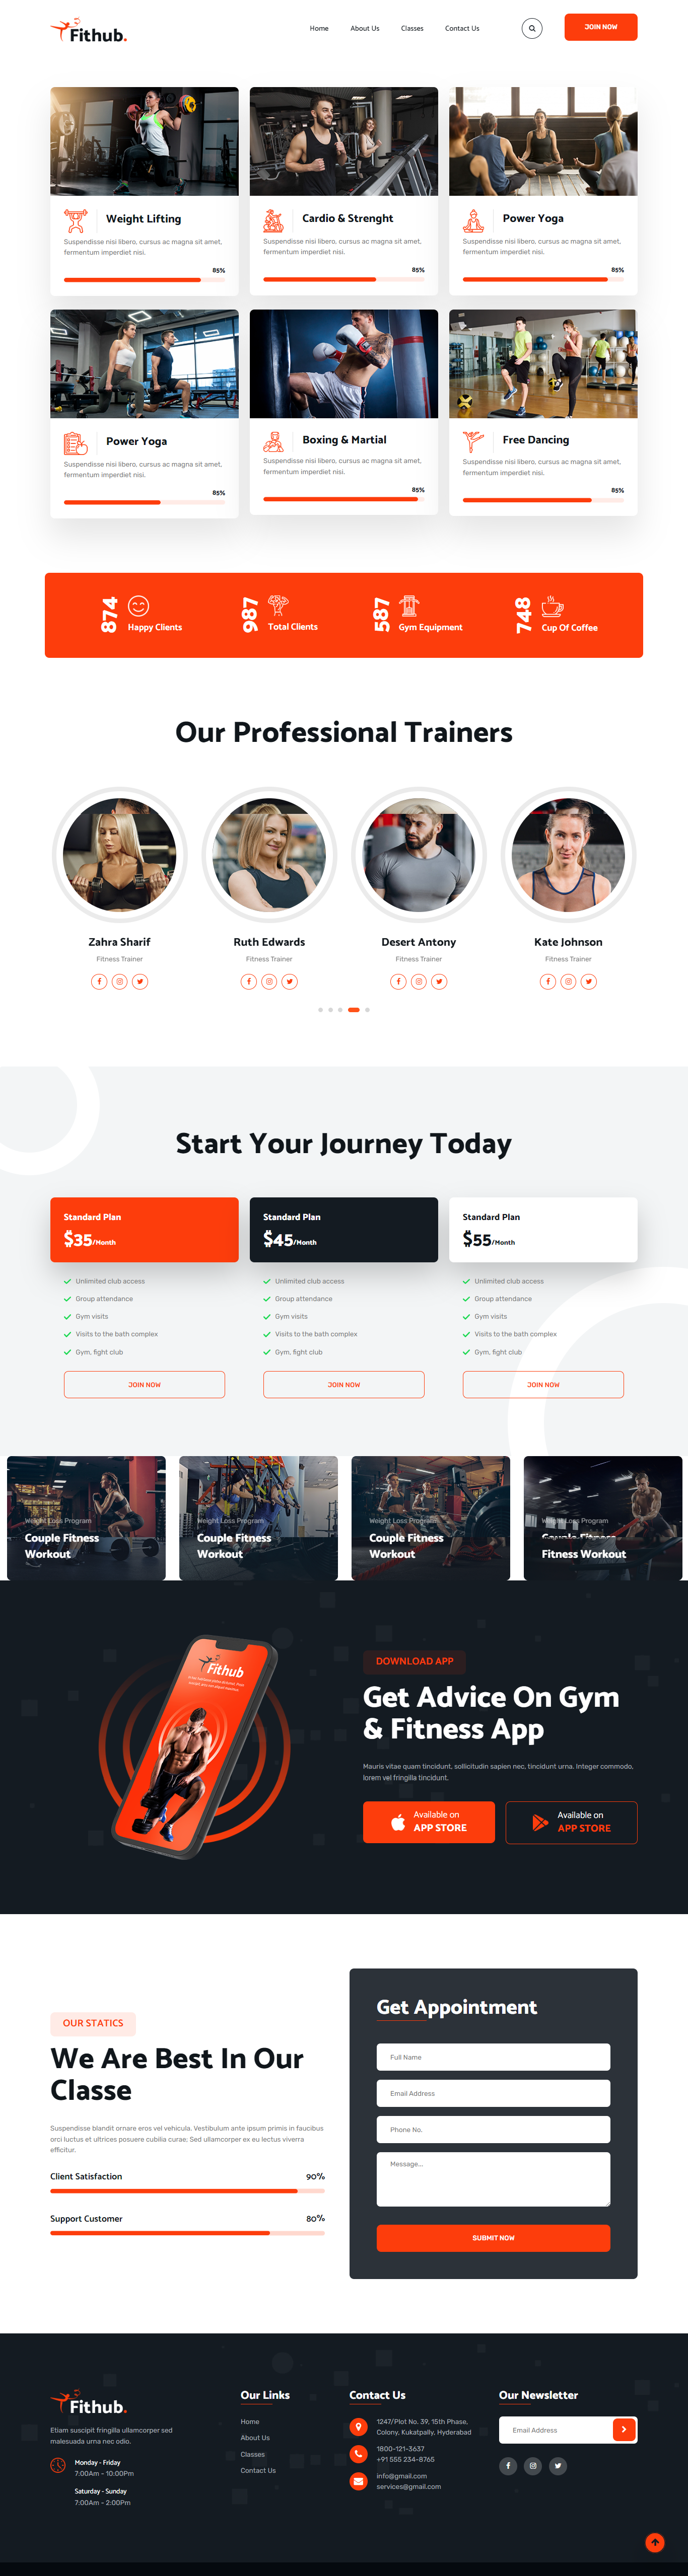 Fithub.
Home
About Us
Classes
Contact Us
JOIN NOW
Weight Lifting
Suspendisse nisi libero, cursus ac magna sit amet,
fermentum imperdiet nisi.
85%
Cardio & Strenght
Suspendisse nisi libero, cursus ac magna sit amet,
fermentum imperdiet nisi.
85%
Power Yoga
Suspendisse nisi libero, cursus ac magna sit amet,
fermentum imperdiet nisi.
85%
Power Yoga
Suspendisse nisi libero, cursus ac magna sit amet,
fermentum imperdiet nisi.
85%
Boxing & Martial
Suspendisse nisi libero, cursus ac magna sit amet,
fermentum imperdiet nisi.
85%
Free Dancing
Suspendisse nisi libero, cursus ac magna sit amet,
fermentum imperdiet nisi.
85%
874
Happy Clients
987
Total Clients
587
Gym Equipment
748
Cup Of Coffee
Our Professional Trainers
Zahra Sharif
Fitness Trainer
Ruth Edwards
Fitness Trainer
Desert Antony
Fitness Trainer
Kate Johnson
Fitness Trainer
Start Your Journey Today
Standard Plan
$35/Month
Unlimited club access
Group attendance
Gym visits
Visits to the bath complex
Gym, fight club
JOIN NOW
Standard Plan
$45/Month
Unlimited club access
Group attendance
Gym visits
Visits to the bath complex
Gym, fight club
JOIN NOW
Standard Plan
$55/Month
Unlimited club access
Group attendance
Gym visits
Visits to the bath complex
Gym, fight club
JOIN NOW
Weight Loss Program
Couple Fitness
Workout
Weight Loss Program
Couple Fitness
Workout
Weight Loss Program
Couple Fitness
Workout
Weight Loss Program
Couple Fitness
Fitness Workout
Fithub
DOWNLOAD APP
Get Advice On Gym
& Fitness App
Mauris vitae quam tincidunt, sollicitudin sapien nec, tincidunt urna. Integer commodo,
lorem vel fringilla tincidunt.
Available on
APP STORE
Available on
APP STORE
OUR STATICS
We Are Best In Our
Classe
Suspendisse blandit ornare eros vel vehicula. Vestibulum ante ipsum primis in faucibus
orci luctus et ultrices posuere cubilia curae; Sed ullamcorper ex eu lectus viverra
efficitur.
Client Satisfaction
90%
Support Customer
80%
Get Appointment
Full Name
Email Address
Phone No.
Message...
SUBMIT NOW
Fithub.
Etiam suscipit fringilla ullamcorper sed
malesuada urna nec odio.
Monday - Friday
7:00Am - 10:00Pm
Saturday - Sunday
7:00Am - 2:00Pm
Our Links
Home
About Us
Classes
Contact Us
Contact Us
1247/Plot No. 39, 15th Phase,
Colony, Kukatpally, Hyderabad
1800-121-3637
+91 555 234-8765
info@gmail.com
services@gmail.com
Our Newsletter
Email Address